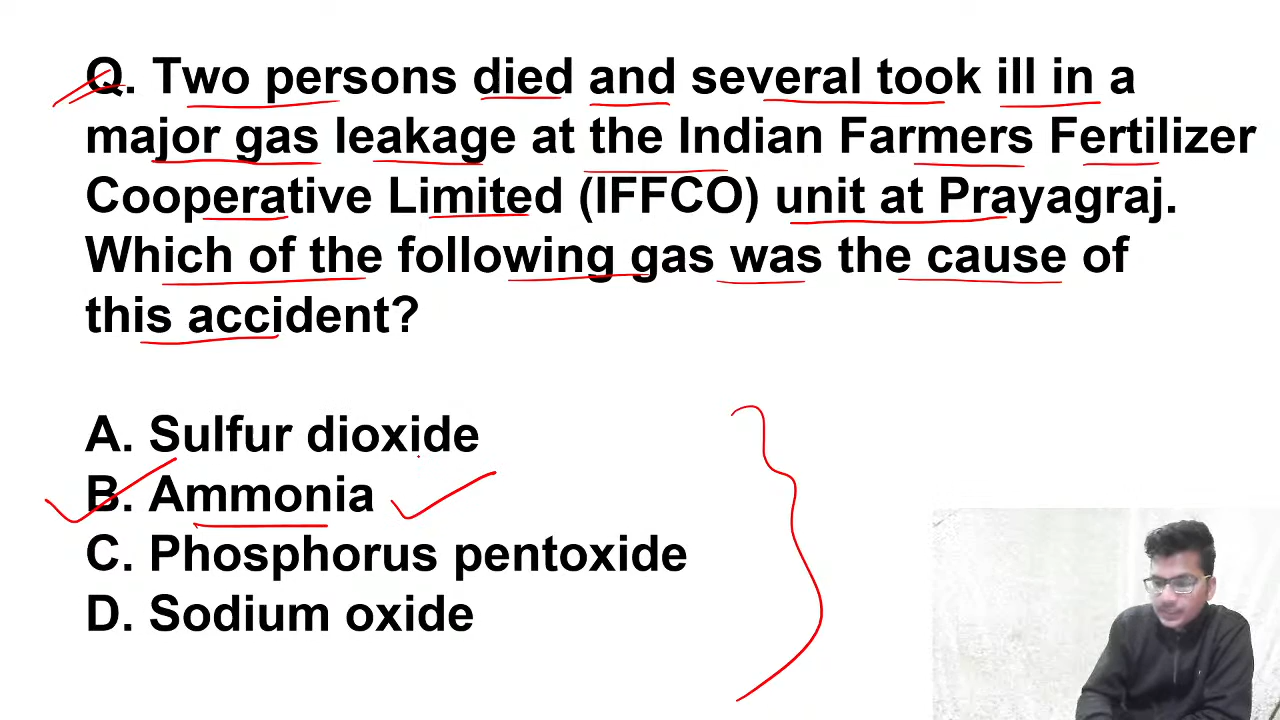 Q. Two persons died and several took ill in a
major gas leakage at the Indian Farmers Fertilizer
Cooperative Limited (IFFCO) unit at Prayagraj.
Which of the following gas was the cause of
this accident?
A. Sulfur dioxide
B. Ammonia
C. Phosphorus pentoxide
D. Sodium oxide